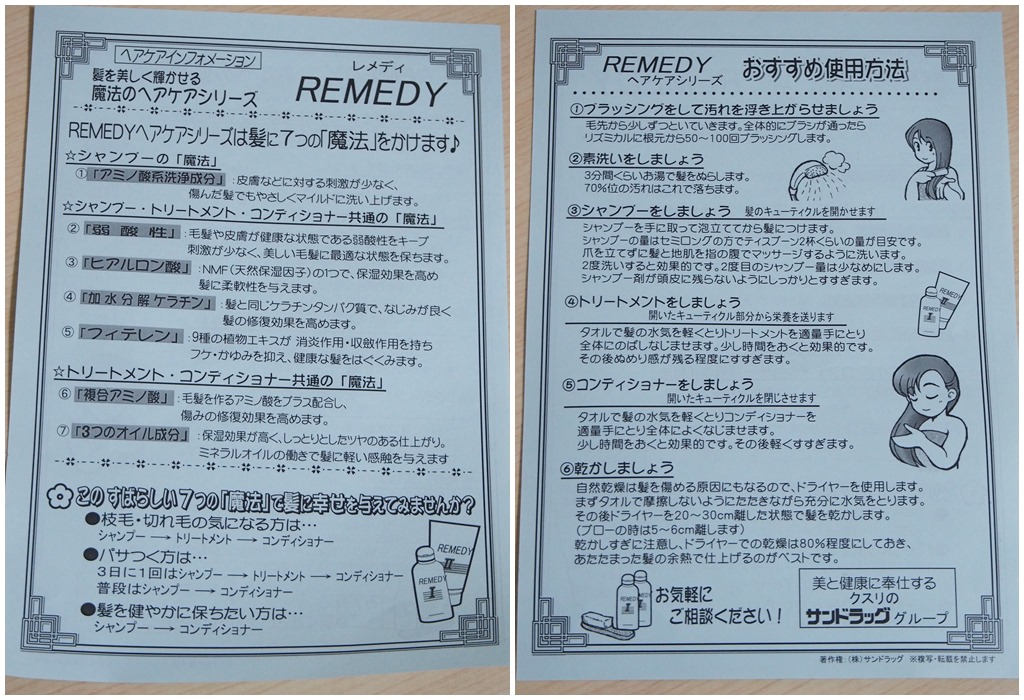 ヘアケアインフォメーション
髪を美しく輝かせる
魔法のヘアケアシリーズ
レメディ
REMEDY
REMEDYヘアケアシリーズは髪に7つの「魔法」をかけます♪
☆シャンプーの「魔法」
①「アミノ酸系洗浄成分」:皮膚などに対する刺激が少なく、
傷んだ髪でもやさしくマイルドに洗い上げます。
☆シャンプー・トリートメント・コンディショナー共通の「魔法」
②「弱酸性」:毛髪や皮膚が健康な状態である弱酸性をキープ
刺激が少なく、美しい毛髪に最適な状態を保ちます。
③「ヒアルロン酸」:NMF(天然保湿因子)の1つで、保湿効果を高め
髪に柔軟性を与えます。
④「加水分解ケラチン」:髪と同じケラチンタンパク質で、なじみが良く
髪の修復効果を高めます。
⑤「フィテレン」:9種の植物エキスが 消炎作用・収斂作用を持ち
フケ・かゆみを抑え、健康な髪をはぐくみます。
☆トリートメント・コンディショナー共通の「魔法」
⑥「複合アミノ酸」:毛髪を作るアミノ酸をプラス配合し、
傷みの修復効果を高めます。
⑦「3つのオイル成分」:保湿効果が高く、しっとりとしたツヤのある仕上がり。
ミネラルオイルの働きで髪に軽い感触を与えます
この すばらしい7つの「魔法」で髪に幸せを与えてみませんか?
●枝毛・切れ毛の気になる方は…
シャンプー → トリートメント → コンディショナー
●パサつく方は…
3日に1回はシャンプー → トリートメント → コンディショナー
普段はシャンプー → コンディショナー
●髪を健やかに保ちたい方は…
シャンプー → コンディショナー
REMEDY
REMEDY
I
REMEDY
ヘアケアシリーズ
おすすめ使用方法
①ブラッシングをして汚れを浮き上がらせましょう
毛先から少しずつといていきます。全体的にブラシが通ったら
リズミカルに根元から50~100回ブラッシングします。
②素洗いをしましょう
3分間くらいお湯で髪をぬらします。
70%位の汚れはこれで落ちます。
③シャンプーをしましょう 髪のキューティクルを開かせます
シャンプーを手に取って泡立ててから髪につけます。
シャンプーの量はセミロングの方でティスプーン2杯くらいの量が目安です。
爪を立てずに髪と地肌を指の腹でマッサージするように洗います。
2度洗いすると効果的です。2度目のシャンプー量は少なめにします。
シャンプー剤が頭皮に残らないようにしっかりとすすぎます。
④トリートメントをしましょう
開いたキューティクル部分から栄養を送ります
タオルで髪の水気を軽くとりトリートメントを適量手にとり
全体にのばしなじませます。少し時間をおくと効果的です。
その後ぬめり感が残る程度にすすぎます。
REMEDY
I
REMEDY
II
⑤コンディショナーをしましょう
開いたキューティクルを閉じさせます
タオルで髪の水気を軽くとりコンディショナーを
適量手にとり全体によくなじませます。
少し時間をおくと効果的です。その後軽くすすぎます。
⑥乾かしましょう
自然乾燥は髪を傷める原因にもなるので、ドライヤーを使用します。
まずタオルで摩擦しないようにたたきながら充分に水気をとります。
その後ドライヤーを20~30cm離した状態で髪を乾かします。
(ブローの時は5~6cm離します)
乾かしすぎに注意し、ドライヤーでの乾燥は80%程度にしておき、
あたたまった髪の余熱で仕上げるのがベストです。
REMEDY
I
お気軽に
ご相談ください!
美と健康に奉仕する
クスリの
サンドラッググループ
著作権:(株)サンドラッグ ※複写・転載を禁止します